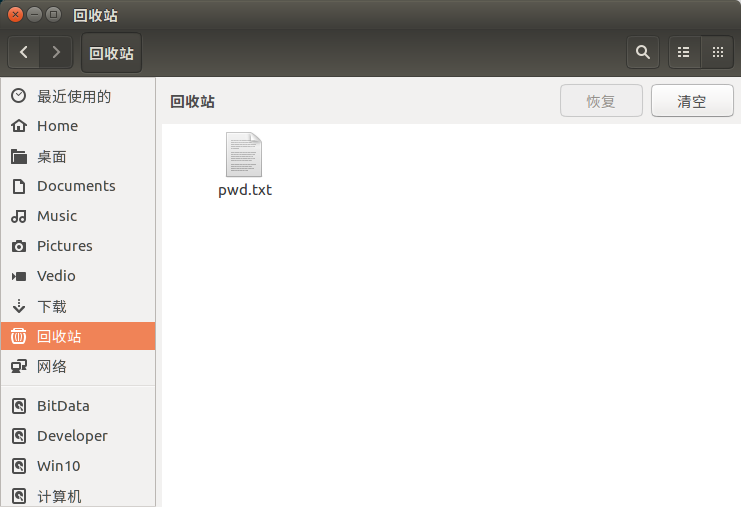 回收站
回收站
最近使用的
Home
桌面
Documents
Music
Pictures
Vedio
下载
回收站
网络
BitData
Developer
Win10
计算机
回收站
恢复
清空
pwd.txt